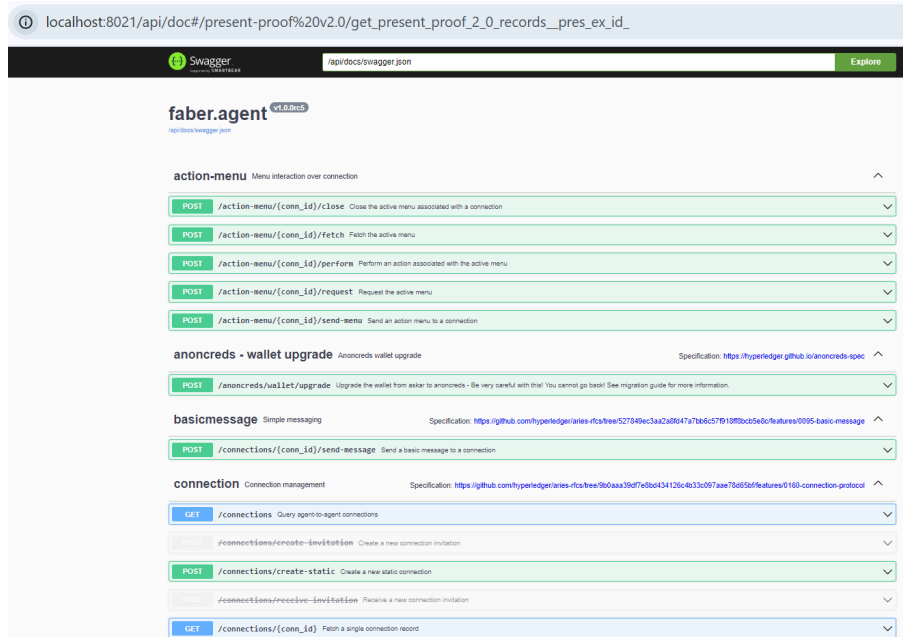 localhost:8021/api/doc#/present-proof%20v2.0/get_present_proof_2_0_records__pres_ex_id_
Swagger
Supported by SMARTBEAR
/api/docs/swagger.json
Explore
faber.agent v1.0.0rc5
/api/docs/swagger.json
action-menu Menu interaction over connection
POST /action-menu/{conn_id}/close Close the active menu associated with a connection
POST /action-menu/{conn_id}/fetch Fetch the active menu
POST /action-menu/{conn_id}/perform Perform an action associated with the active menu
POST /action-menu/{conn_id}/request Request the active menu
POST /action-menu/{conn_id}/send-menu Send an action menu to a connection
anoncreds - wallet upgrade Anoncreds wallet upgrade Specification: https://hyperledger.github.io/anoncreds-spec
POST /anoncreds/wallet/upgrade Upgrade the wallet from askar to anoncreds - Be very careful with this! You cannot go back! See migration guide for more information.
basicmessage Simple messaging Specification: https://github.com/hyperledger/aries-rfcs/tree/527849ec3aa2a8fd47a7bb6c57f918ff8bcb5e8c/features/0095-basic-message
POST /connections/{conn_id}/send-message Send a basic message to a connection
connection Connection management Specification: https://github.com/hyperledger/aries-rfcs/tree/9b0aaa39df7e8bd434126c4b33c097aae78d65bf/features/0160-connection-protocol
GET /connections Query agent-to-agent connections
POST /connections/create-invitation Create a new connection invitation
POST /connections/create-static Create a new static connection
POST /connections/receive-invitation Receive a new connection invitation
GET /connections/{conn_id} Fetch a single connection record